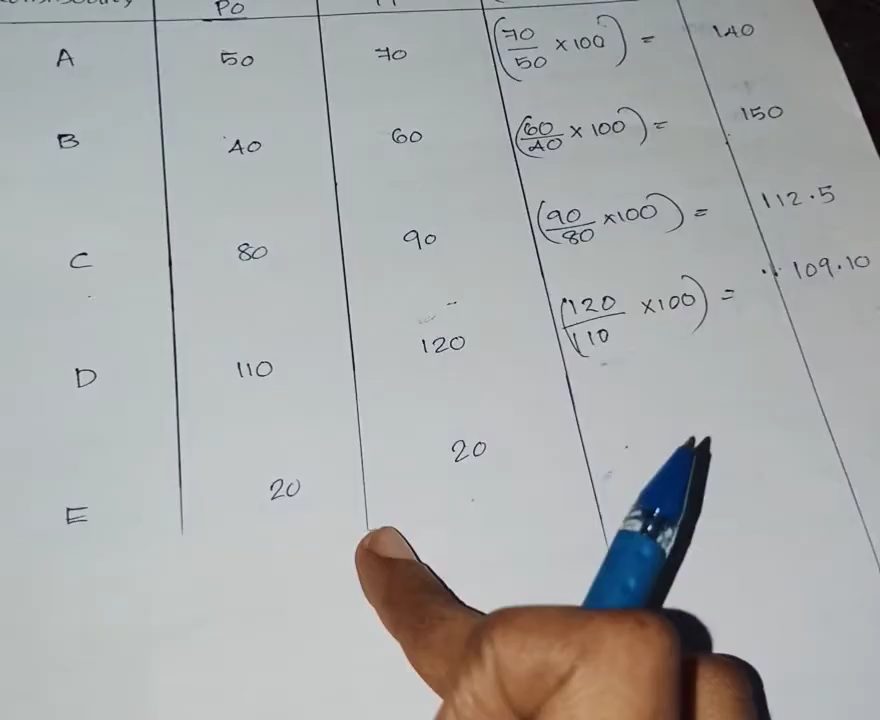 P0
A 50 70 (70/50 × 100) = 140
B 40 60 (60/40 × 100) = 150
C 80 90 (90/80 × 100) = 112.5
D 110 120 (120/110 × 100) = 109.10
E 20 20